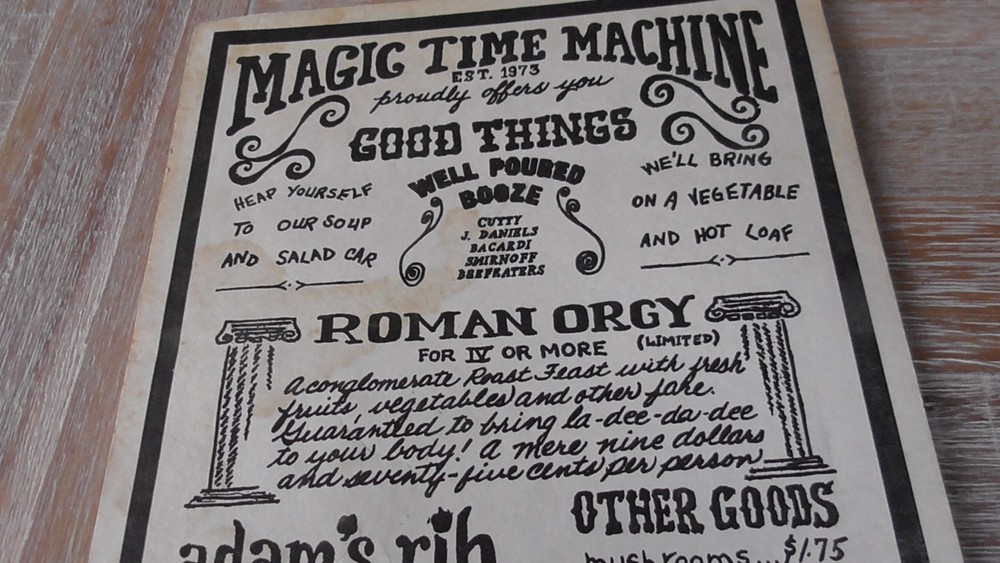 MAGIC TIME MACHINE
EST. 1973
proudly offers you
GOOD THINGS
HEAP YOURSELF
TO OUR SOUP
AND SALAD CAR
WELL POURED
BOOZE
CUTTY
J. DANIELS
BACARDI
SMIRNOFF
BEEFEATERS
WE'LL BRING
ON A VEGETABLE
AND HOT LOAF
ROMAN ORGY
(LIMITED)
FOR IV OR MORE
A conglomerate Roast Feast with fresh
fruits, vegetables and other fare.
Guaranteed to bring la-dee-da-dee
to your body! A mere nine dollars
and seventy-five cents per person
adam's rib
OTHER GOODS
mushrooms... $1.75